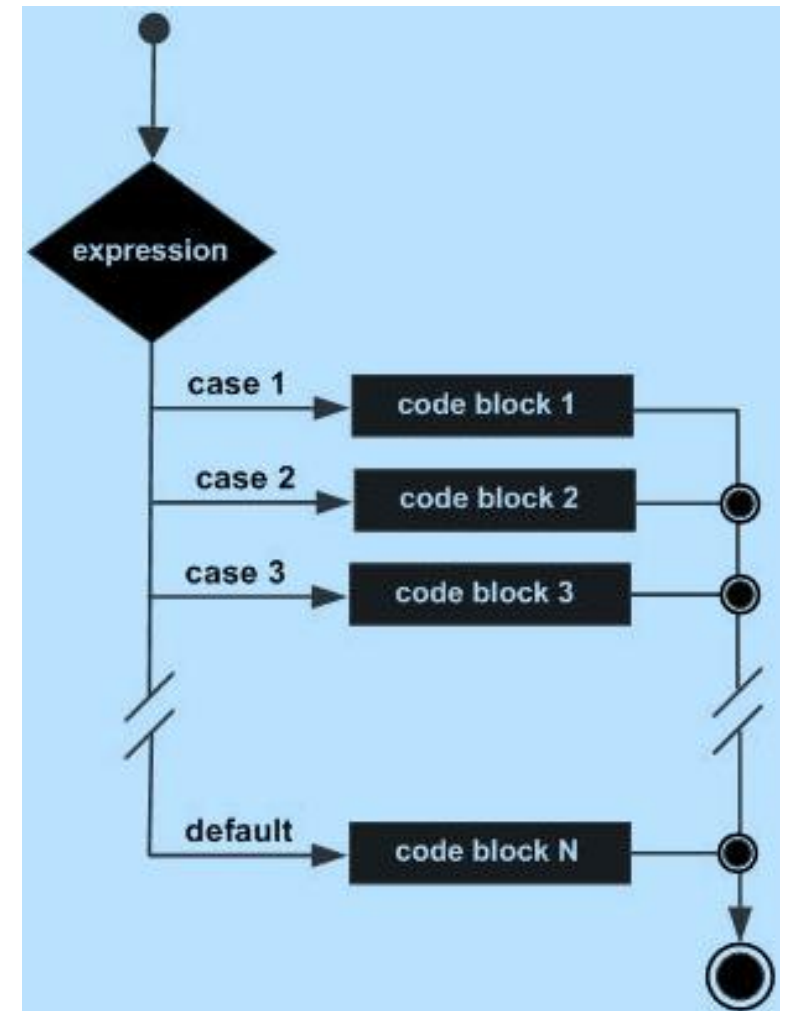 expression
case 1
code block 1
case 2
code block 2
case 3
code block 3
default
code block N